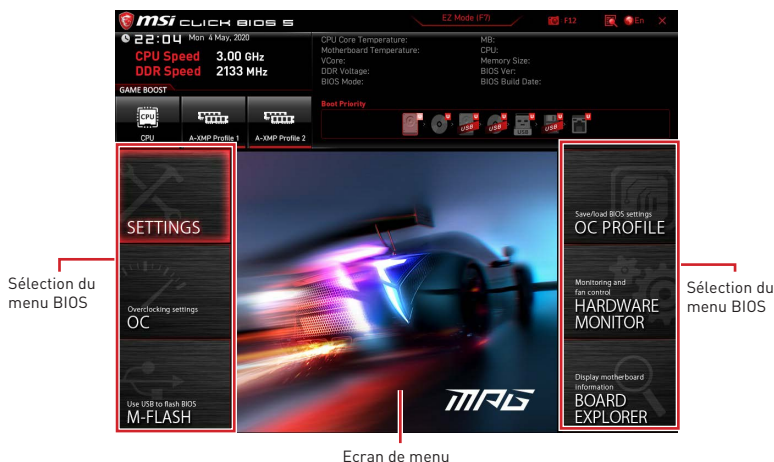 msi CLICK BIOS 5
EZ Mode (F7)
F12
En
22:04 Mon 4 May, 2020
CPU Speed 3.00 GHz
DDR Speed 2133 MHz
CPU Core Temperature:
Motherboard Temperature:
VCore:
DDR Voltage:
BIOS Mode:
MB:
CPU:
Memory Size:
BIOS Ver:
BIOS Build Date:
GAME BOOST
CPU
CPU
A-XMP Profile 1
A-XMP Profile 2
Boot Priority
U
U
U
U
U
U
USB
USB
USB
USB
SETTINGS
Overclocking settings
OC
Use USB to flash BIOS
M-FLASH
MPG
Save/load BIOS settings
OC PROFILE
Monitoring and
fan control
HARDWARE
MONITOR
Display motherboard
information
BOARD
EXPLORER
Sélection du
menu BIOS
Sélection du
menu BIOS
Ecran de menu